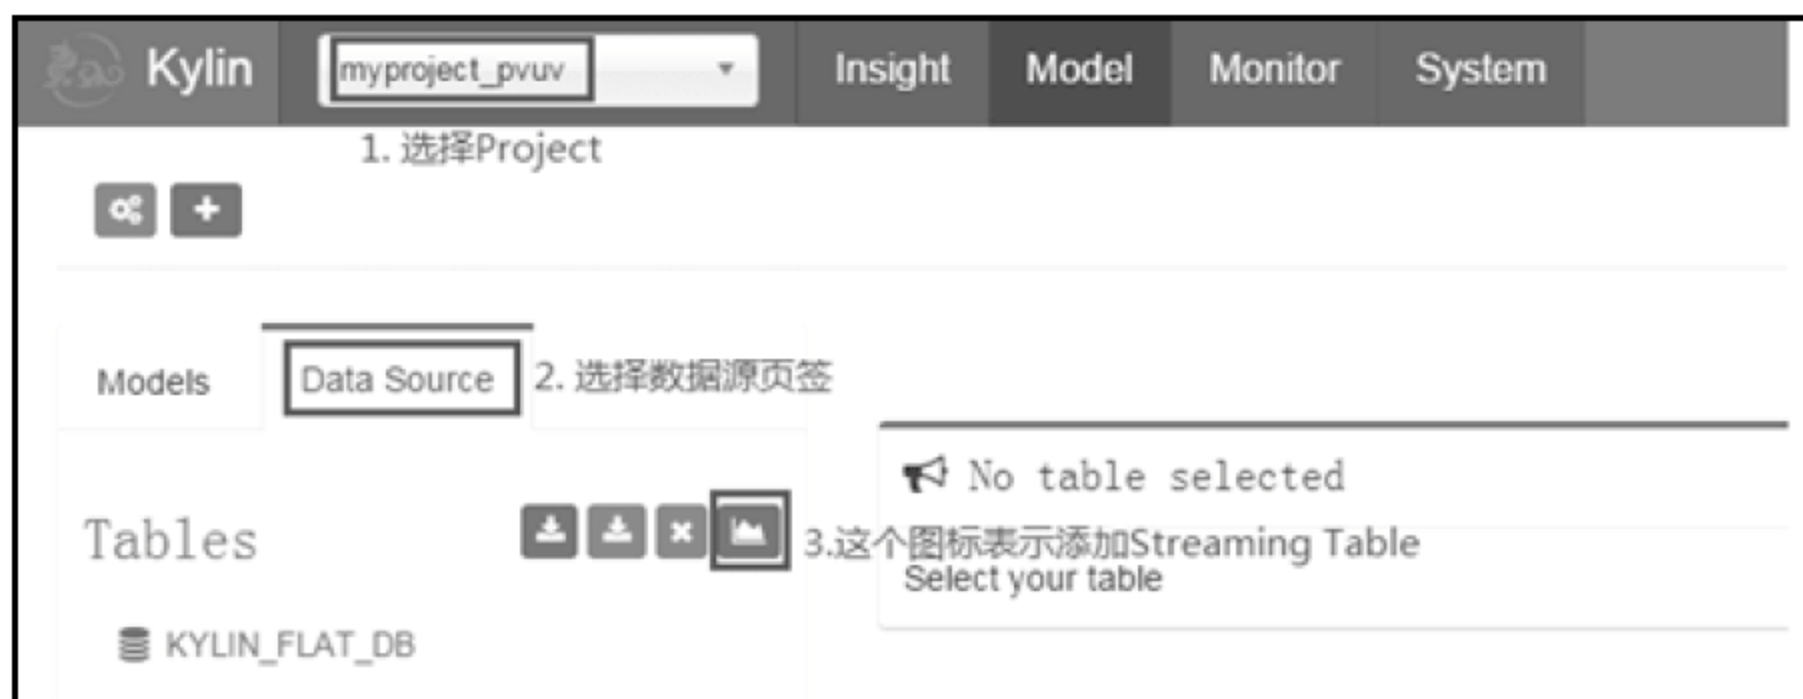 Kylin myproject_pvuv Insight Model Monitor System
1. 选择Project
Models Data Source 2. 选择数据源页签
No table selected
Tables 3.这个图标表示添加Streaming Table
Select your table
KYLIN_FLAT_DB